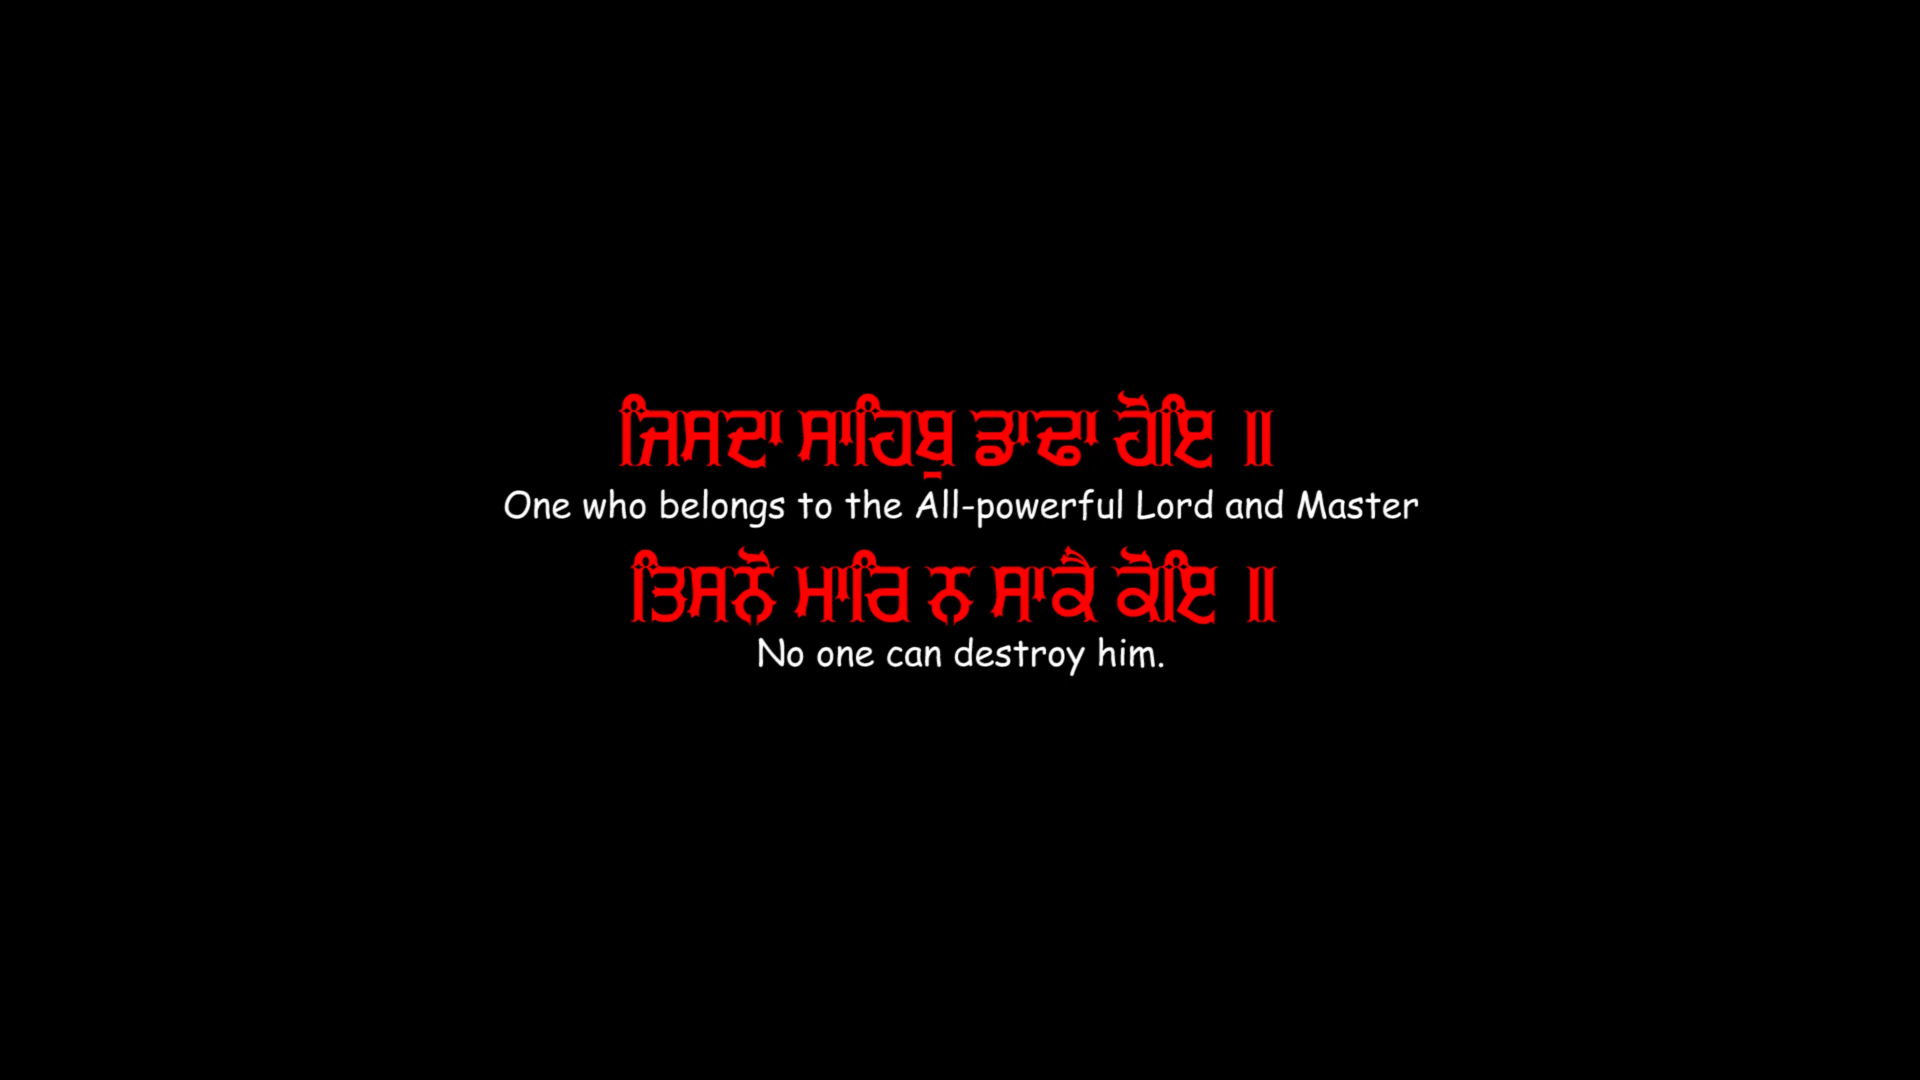 ਜਿਸਦਾ ਸਾਹਿਬੁ ਡਾਢਾ ਹੋਇ ॥
One who belongs to the All-powerful Lord and Master
ਤਿਸਨੋ ਮਾਰਿ ਨ ਸਾਕੈ ਕੋਇ ॥
No one can destroy him.